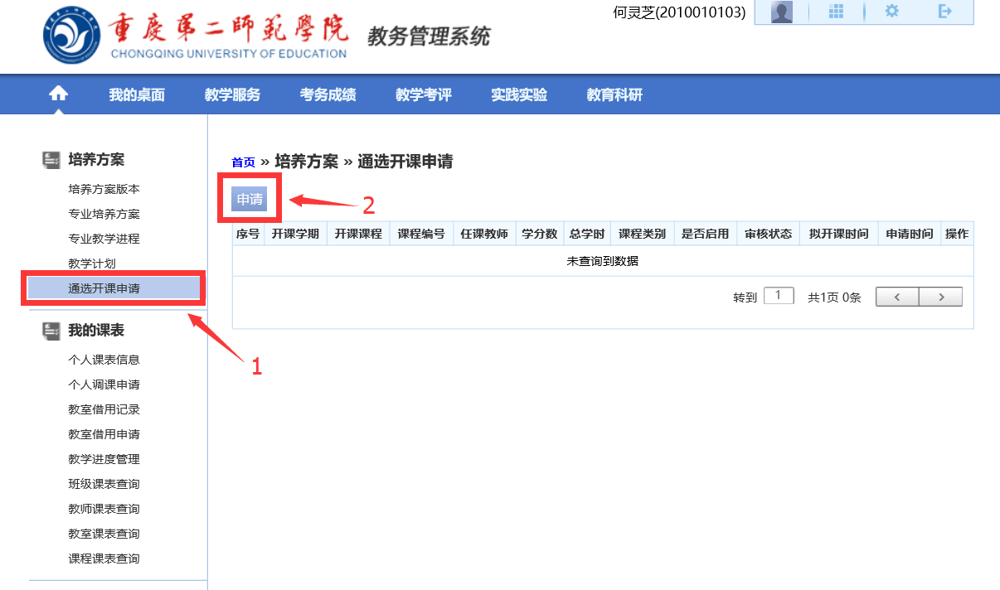 何灵芝(2010010103)
重庆第二師範學院
CHONGQING UNIVERSITY OF EDUCATION
教务管理系统
我的桌面 教学服务 考务成绩 教学考评 实践实验 教育科研
培养方案
培养方案版本
专业培养方案
专业教学进程
教学计划
通选开课申请
我的课表
个人课表信息
个人调课申请
教室借用记录
教室借用申请
教学进度管理
班级课表查询
教师课表查询
教室课表查询
课程课表查询
1
首页 » 培养方案 » 通选开课申请
申请
2
序号 开课学期 开课课程 课程编号 任课教师 学分数 总学时 课程类别 是否启用 审核状态 拟开课时间 申请时间 操作
未查询到数据
转到 1 共1页 0条 < >